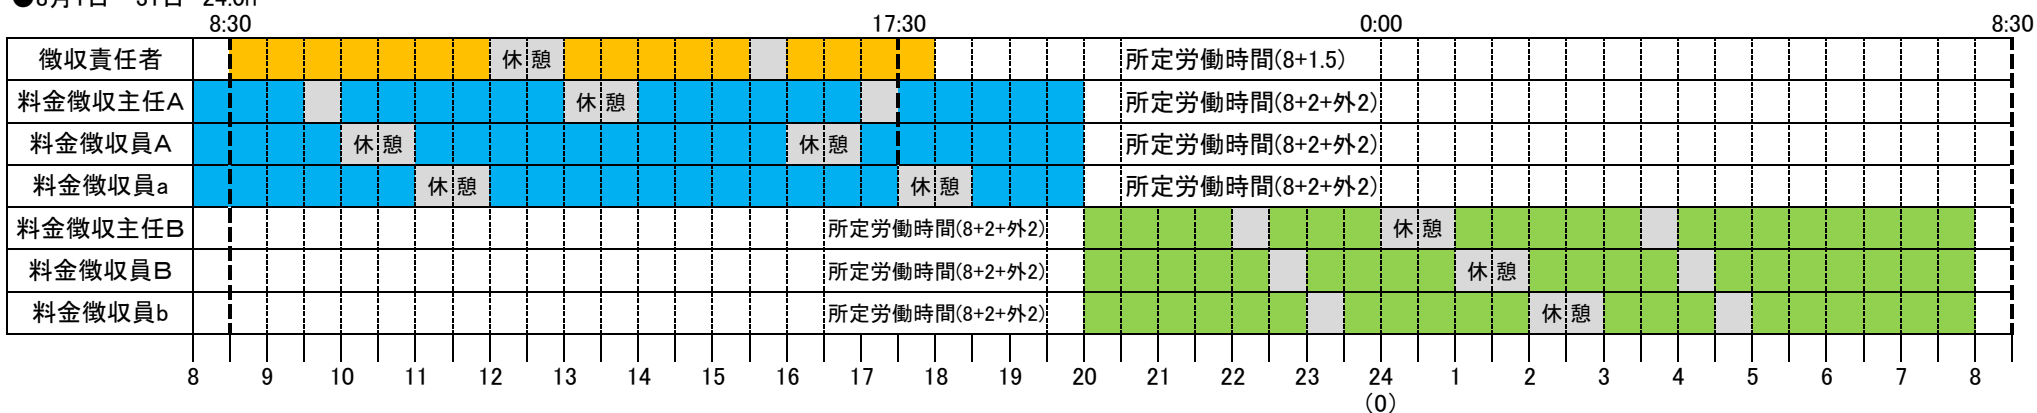 8:30 17:30 0:00 8:30
徴収責任者 休憩 所定労働時間(8+1.5)
料金徴収主任A 休憩 所定労働時間(8+2+外2)
料金徴収員A 休憩 休憩 所定労働時間(8+2+外2)
料金徴収員a 休憩 休憩 所定労働時間(8+2+外2)
料金徴収主任B 所定労働時間(8+2+外2) 休憩
料金徴収員B 所定労働時間(8+2+外2) 休憩
料金徴収員b 所定労働時間(8+2+外2) 休憩
8 9 10 11 12 13 14 15 16 17 18 19 20 21 22 23 24 1 2 3 4 5 6 7 8
(0)